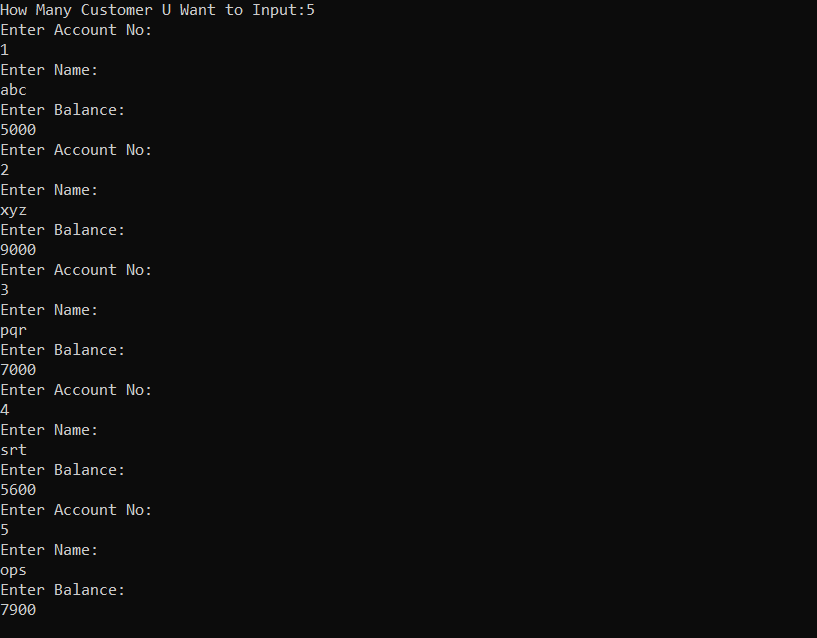 How Many Customer U Want to Input:5
Enter Account No:
1
Enter Name:
abc
Enter Balance:
5000
Enter Account No:
2
Enter Name:
xyz
Enter Balance:
9000
Enter Account No:
3
Enter Name:
pqr
Enter Balance:
7000
Enter Account No:
4
Enter Name:
srt
Enter Balance:
5600
Enter Account No:
5
Enter Name:
ops
Enter Balance:
7900